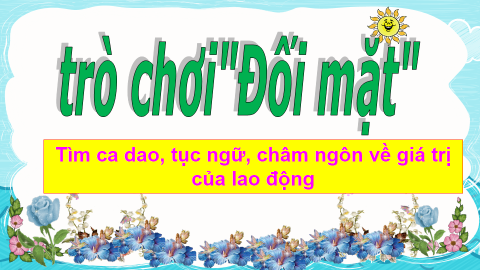 trò chơi"Đối mặt"
Tìm ca dao, tục ngữ, châm ngôn về giá trị
của lao động